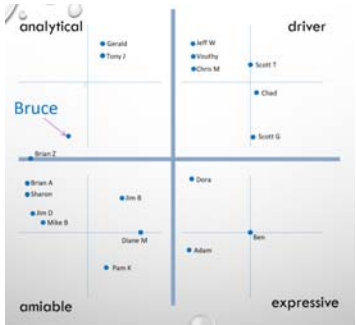 analytical
driver
Gerald
Tony J
Jeff W
Vouthy
Chris M
Scott T
Chad
Bruce
Scott G
Brian Z
Brian A
Sharon
Dora
Jim B
Jim D
Mike B
Diane M
Ben
Adam
Pam K
amiable
expressive